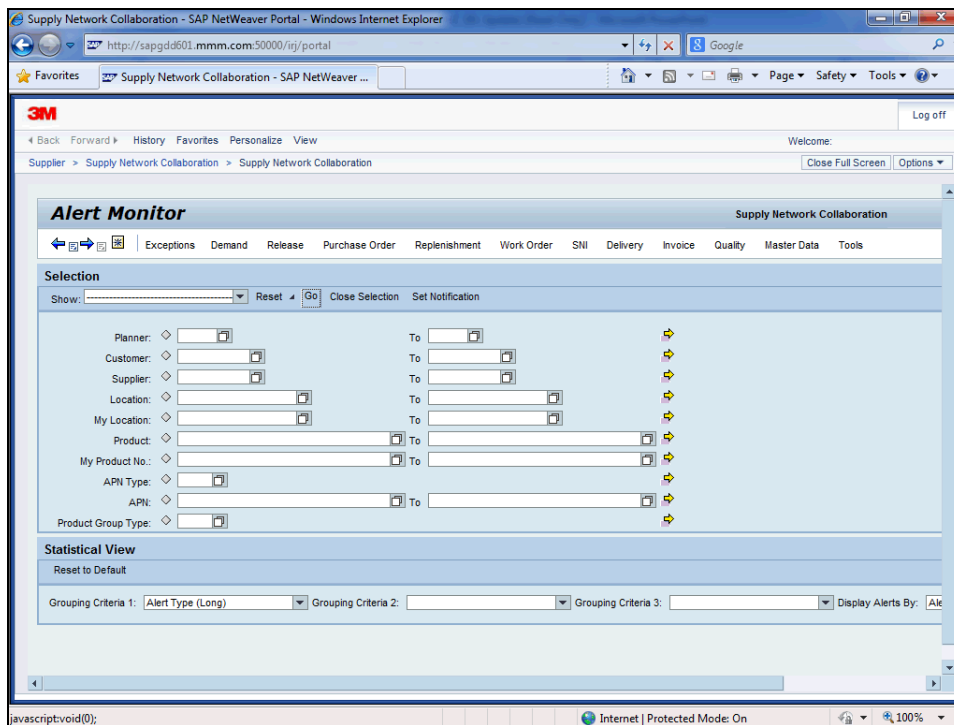 Supply Network Collaboration - SAP NetWeaver Portal - Windows Internet Explorer
http://sapgdd601.mmm.com:50000/irj/portal
Google
Favorites Supply Network Collaboration - SAP NetWeaver ... Page Safety Tools
3M Log off
Back Forward History Favorites Personalize View Welcome:
Supplier > Supply Network Collaboration > Supply Network Collaboration Close Full Screen Options
Alert Monitor Supply Network Collaboration
Exceptions Demand Release Purchase Order Replenishment Work Order SNI Delivery Invoice Quality Master Data Tools
Selection
Show: Reset Go Close Selection Set Notification
Planner: To
Customer: To
Supplier: To
Location: To
My Location: To
Product: To
My Product No.: To
APN Type:
APN: To
Product Group Type:
Statistical View
Reset to Default
Grouping Criteria 1: Alert Type (Long) Grouping Criteria 2: Grouping Criteria 3: Display Alerts By: Ale
javascript:void(0); Internet | Protected Mode: On 100%